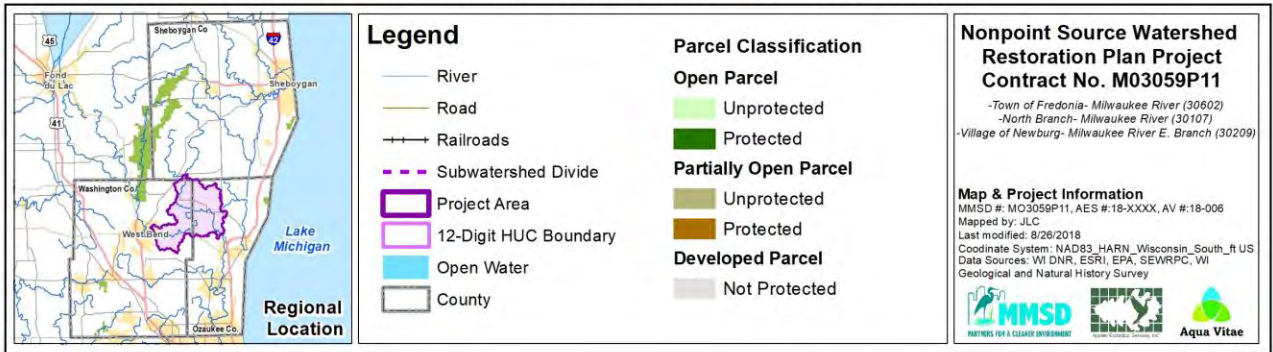 Sheboygan Co
45
42
Fond
du Lac
Sheboygan
41
Washington Co.
West Bend
Lake
Michigan
Regional
Location
Ozaukee Co.
Legend
River
Road
Railroads
Subwatershed Divide
Project Area
12-Digit HUC Boundary
Open Water
County
Parcel Classification
Open Parcel
Unprotected
Protected
Partially Open Parcel
Unprotected
Protected
Developed Parcel
Not Protected
Nonpoint Source Watershed
Restoration Plan Project
Contract No. M03059P11
-Town of Fredonia- Milwaukee River (30602)
-North Branch- Milwaukee River (30107)
-Village of Newburg- Milwaukee River E. Branch (30209)
Map & Project Information
MMSD #: MO3059P11, AES #:18-XXXX, AV #:18-006
Mapped by: JLC
Last modified: 8/26/2018
Coodinate System: NAD83_HARN_Wisconsin_South_ft US
Data Sources: WI DNR, ESRI, EPA, SEWRPC, WI
Geological and Natural History Survey
MMSD
PARTNERS FOR A CLEANER ENVIRONMENT
Applied Ecological Services, Inc.
Aqua Vitae